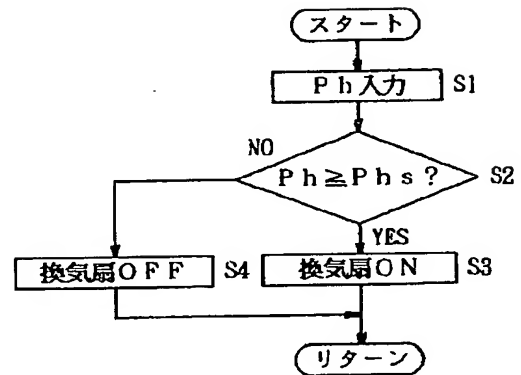 スタート
Ph入力 S1
NO
Ph≧Phs? S2
YES
換気扇OFF S4 換気扇ON S3
リターン